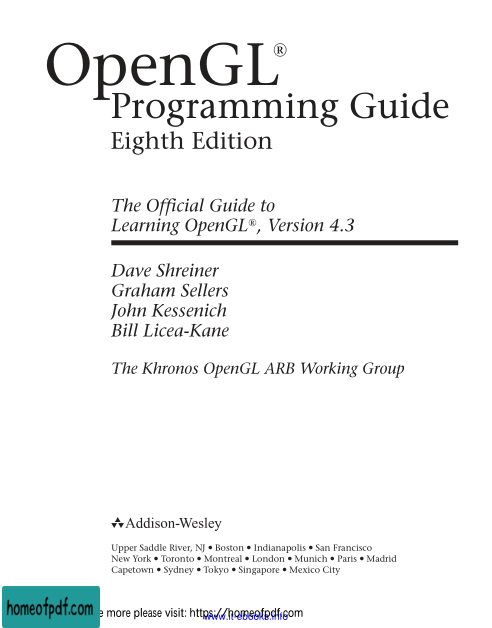 OpenGL®
Programming Guide
Eighth Edition
The Official Guide to
Learning OpenGL®, Version 4.3
Dave Shreiner
Graham Sellers
John Kessenich
Bill Licea-Kane
The Khronos OpenGL ARB Working Group
Addison-Wesley
Upper Saddle River, NJ • Boston • Indianapolis • San Francisco
New York • Toronto • Montreal • London • Munich • Paris • Madrid
Capetown • Sydney • Tokyo • Singapore • Mexico City
homeofpdf.com
e more please visit: https://homeofpdf.com
www.it-ebooks.info